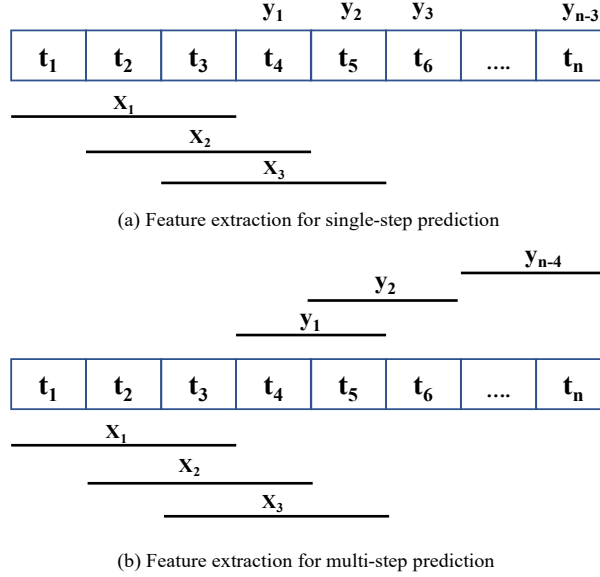 y₁ y₂ y₃ yₙ₋₃
t₁ t₂ t₃ t₄ t₅ t₆ .... tₙ
X₁
X₂
X₃
(a) Feature extraction for single-step prediction
yₙ₋₄
y₂
y₁
t₁ t₂ t₃ t₄ t₅ t₆ .... tₙ
X₁
X₂
X₃
(b) Feature extraction for multi-step prediction